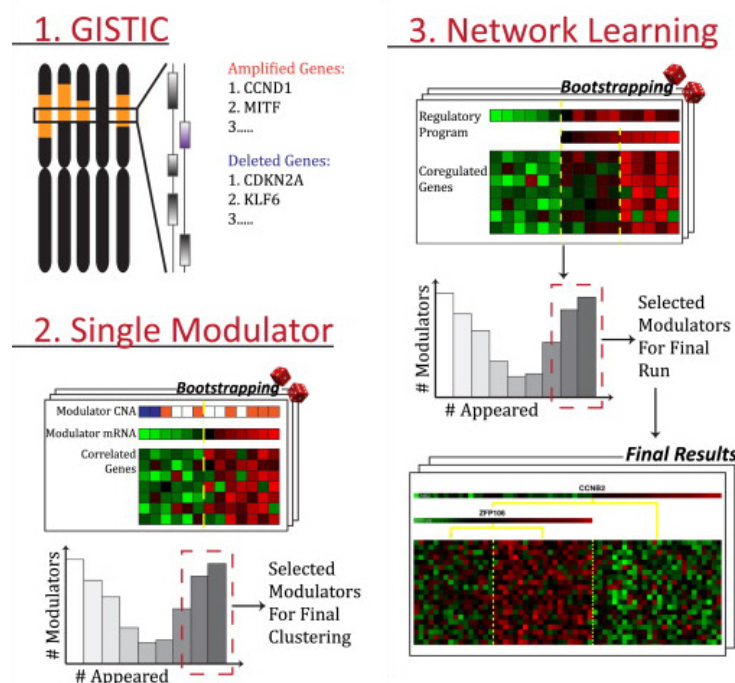 1. GISTIC
Amplified Genes:
1. CCND1
2. MITF
3.....
Deleted Genes:
1. CDKN2A
2. KLF6
3.....
2. Single Modulator
Bootstrapping
Modulator CNA
Modulator mRNA
Correlated
Genes
# Modulators
# Appeared
Selected
Modulators
For Final
Clustering
3. Network Learning
Bootstrapping
Regulatory
Program
Coregulated
Genes
# Modulators
# Appeared
Selected
Modulators
For Final
Run
Final Results
CCNB2
ZFP106